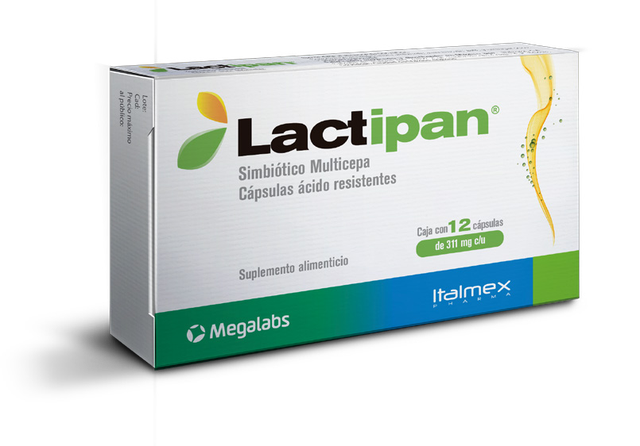 Lactipan
Lote:
Cad:
Precio máximo
al público:
Lactipan®
Simbiótico Multicepa
Cápsulas ácido resistentes
Caja con 12 cápsulas
de 311 mg c/u
Suplemento alimenticio
Megalabs
Italmex
PHARMA